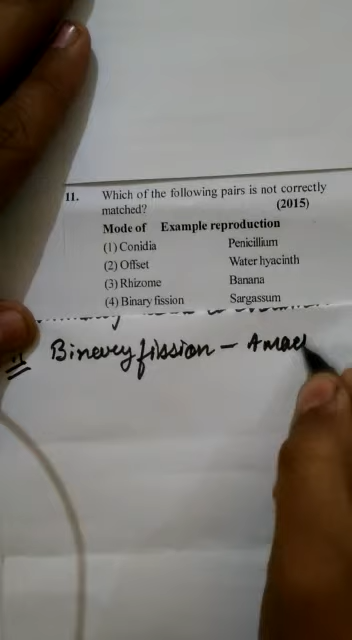 11. Which of the following pairs is not correctly
matched? (2015)
Mode of Example reproduction
(1) Conidia Penicillium
(2) Offset Water hyacinth
(3) Rhizome Banana
(4) Binary fission Sargassum
Binevey fission - Amae